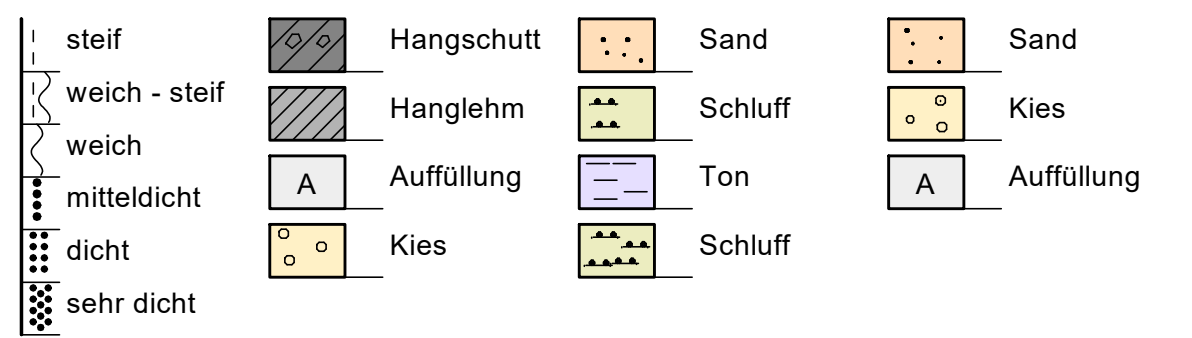 steif
weich - steif
weich
mitteldicht
dicht
sehr dicht
Hangschutt
Hanglehm
A Auffüllung
Kies
Sand
Schluff
Ton
Schluff
Sand
Kies
A Auffüllung